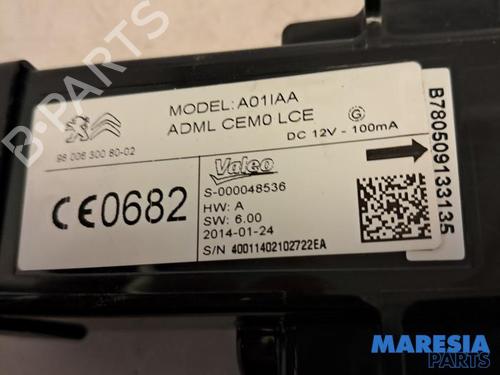 MODEL: A01IAA
ADML CEM0 LCE
G
DC 12V - 100mA
98 006 300 80-02
Valeo
S-000048536
HW: A
SW: 6.00
2014-01-24
S/N 40011402102722EA
CE0682
B780509133135
B-PARTS
MARESIA
PARTS